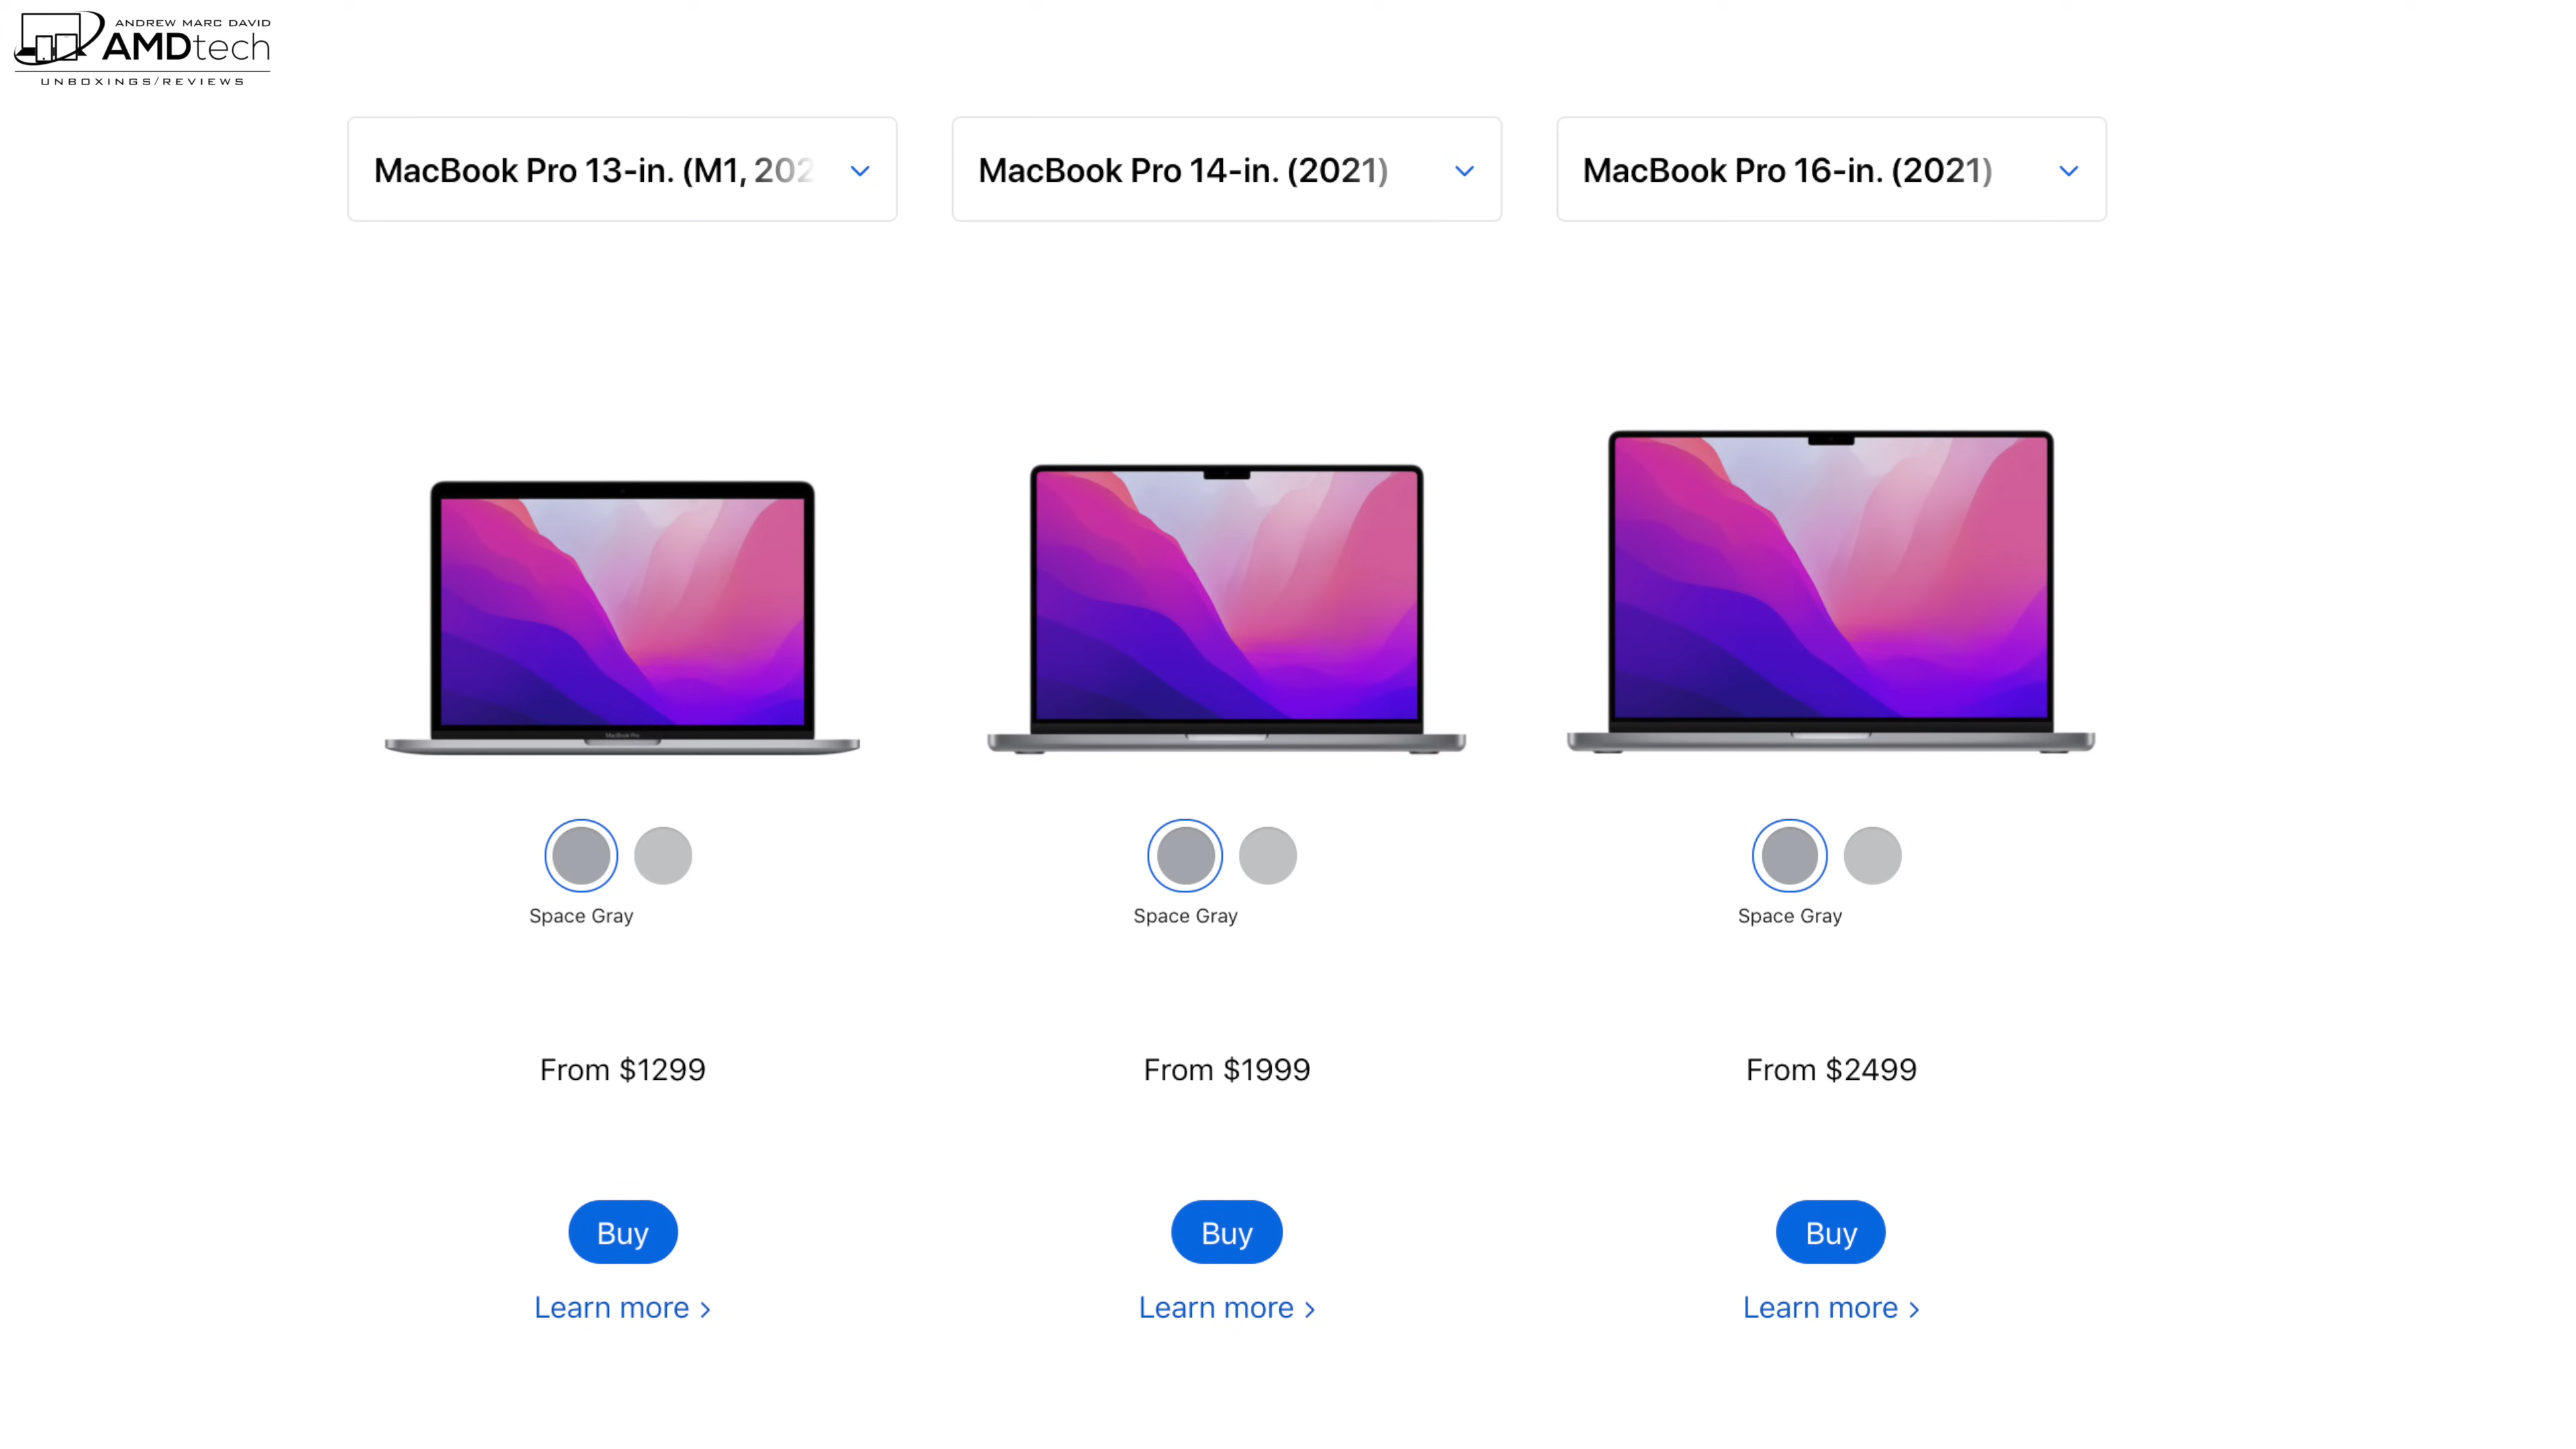 ANDREW MARC DAVID
AMDtech
UNBOXINGS/REVIEWS
MacBook Pro 13-in. (M1, 202
MacBook Pro 14-in. (2021)
MacBook Pro 16-in. (2021)
MacBook Pro
Space Gray
Space Gray
Space Gray
From $1299
From $1999
From $2499
Buy
Buy
Buy
Learn more >
Learn more >
Learn more >